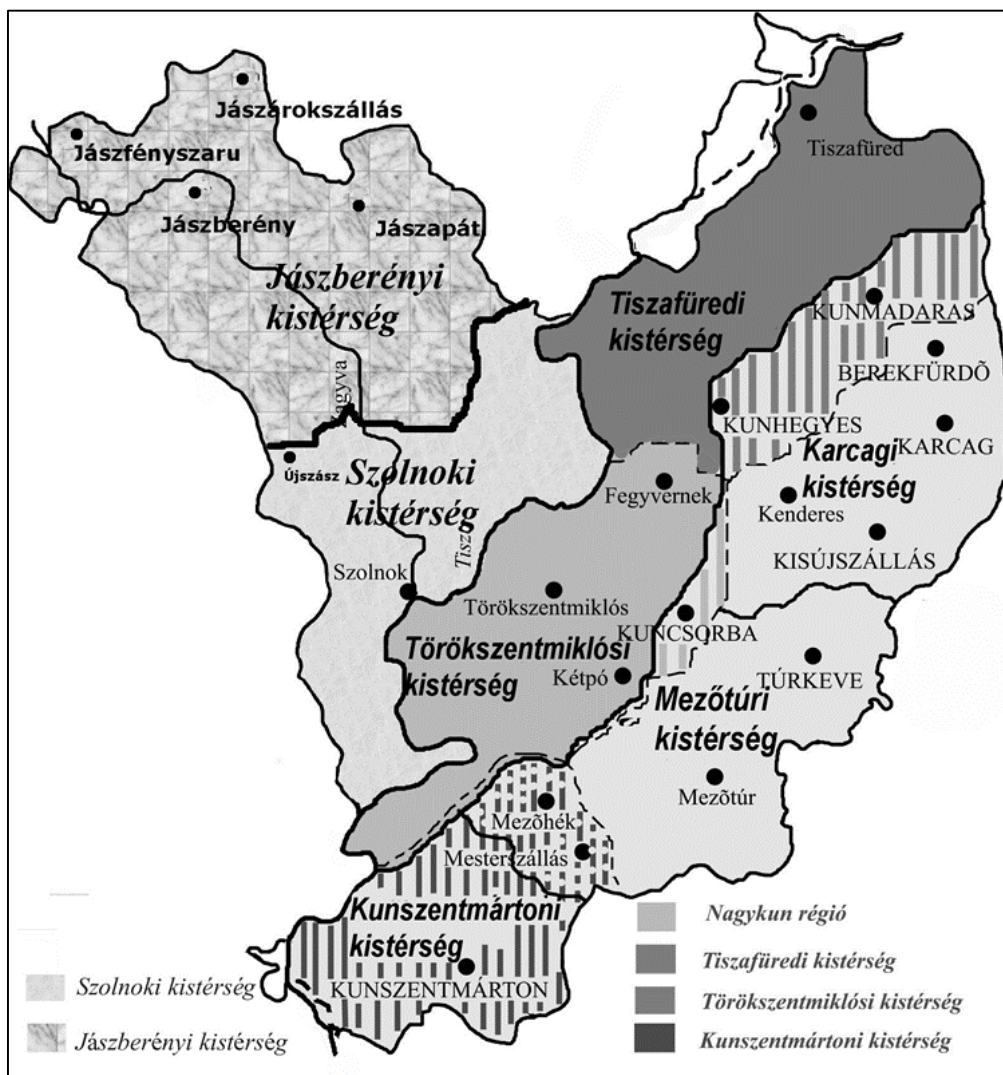 Jászárokszállás
Jászfényszaru
Tiszafüred
Jászberény
Jászapát
Jászberényi
kistérség
Tiszafüredi
kistérség
KUNMADARAS
BEREKFÜRDÕ
Zagyva
KUNHEGYES
KARCAG
Karcagi
kistérség
Újszász
Szolnoki
kistérség
Fegyvernek
Kenderes
KISÚJSZÁLLÁS
Tisza
Szolnok
Törökszentmiklós
KUNCSORBA
Törökszentmiklósi
kistérség
Kétpó
TÚRKEVE
Mezőtúri
kistérség
Mezõtúr
Mezõhék
Mesterszállás
Kunszentmártoni
kistérség
KUNSZENTMÁRTON
Nagykun régió
Tiszafüredi kistérség
Törökszentmiklósi kistérség
Kunszentmártoni kistérség
Szolnoki kistérség
Jászberényi kistérség